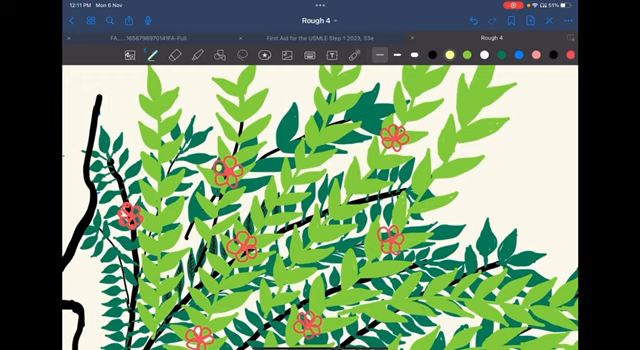 12:11 PM Mon 6 Nov
51%
Rough 4
First Aid for the USMLE Step 1 2023, 33e
Rough 4